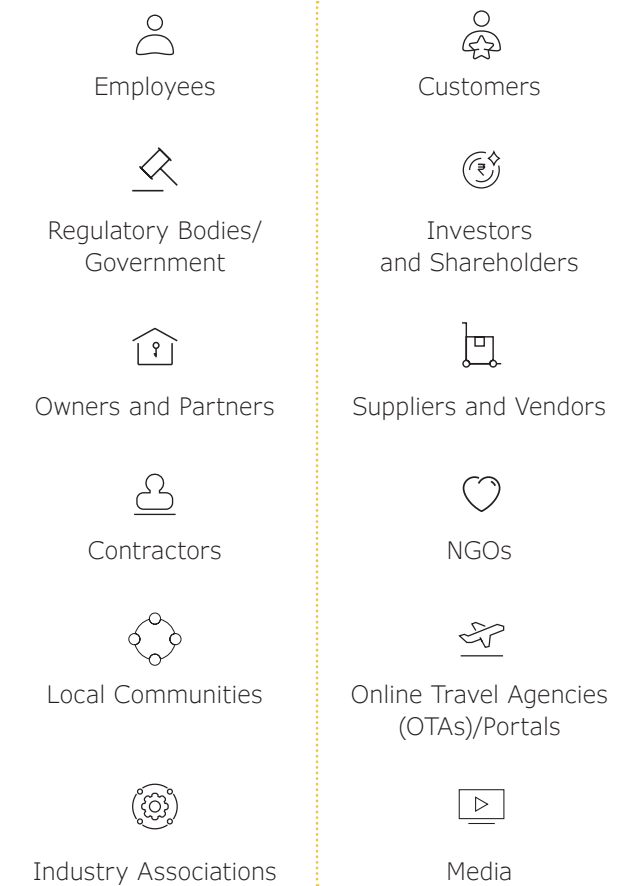 Employees
Customers
Regulatory Bodies/
Government
Investors
and Shareholders
Owners and Partners
Suppliers and Vendors
Contractors
NGOs
Local Communities
Online Travel Agencies
(OTAs)/Portals
Industry Associations
Media